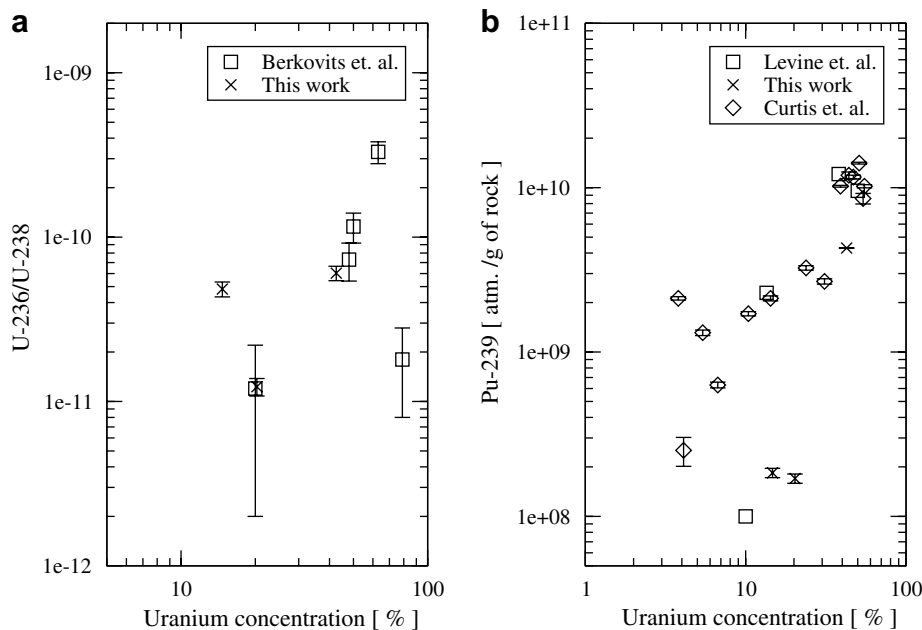 a
Berkovits et. al.
This work
1e-09
1e-10
1e-11
1e-12
U-236/U-238
10
100
Uranium concentration [ % ]
b
Levine et. al.
This work
Curtis et. al.
1e+11
1e+10
1e+09
1e+08
Pu-239 [ atm. /g of rock ]
1
10
100
Uranium concentration [ % ]